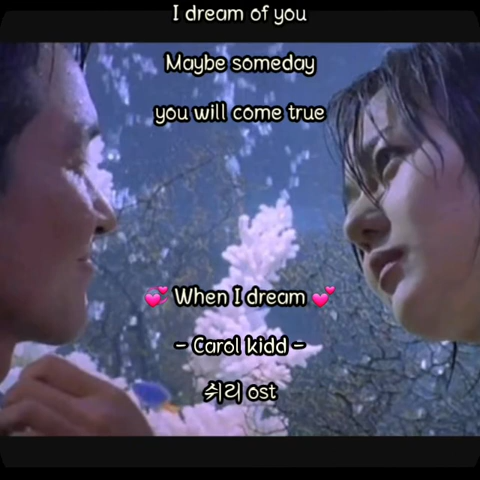 I dream of you
Maybe someday
you will come true
💞 When I dream 💕
- Carol kidd -
쉬리 ost